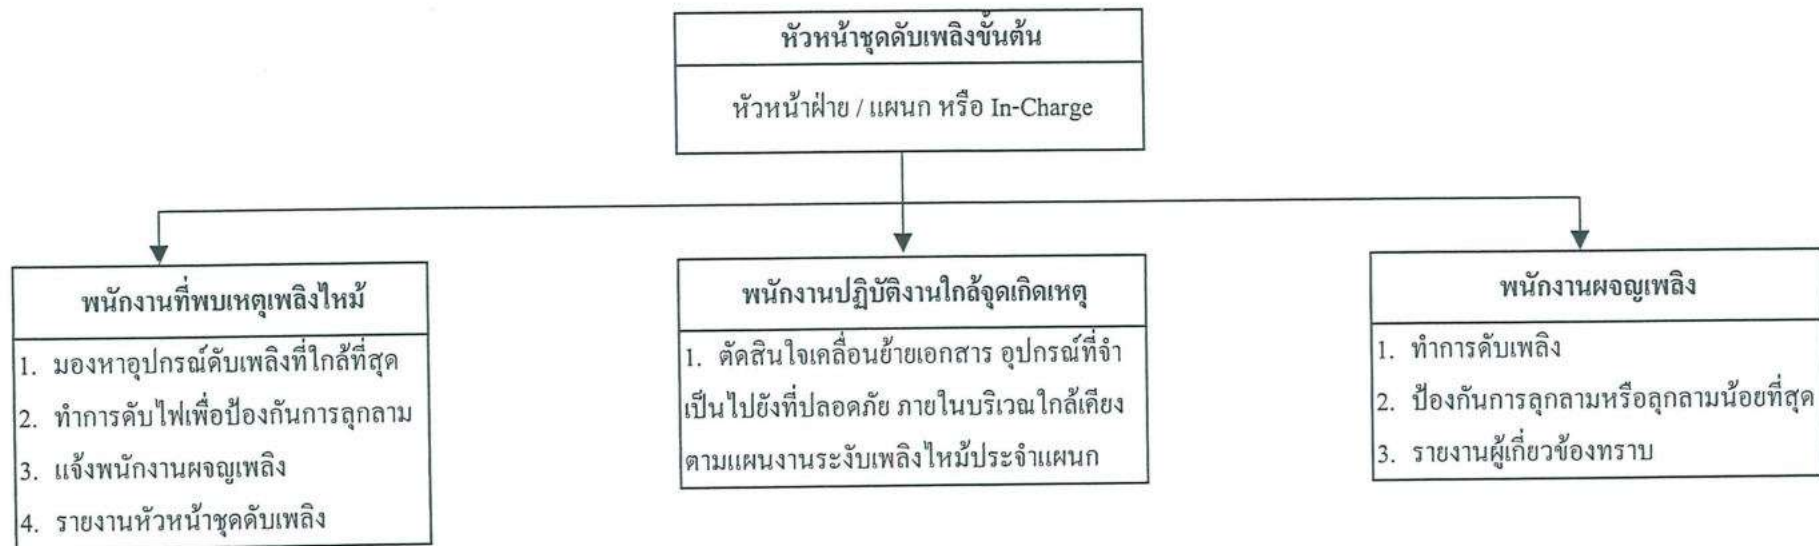 หัวหน้าชุดดับเพลิงขั้นต้น
หัวหน้าฝ่าย / แผนก หรือ In-Charge
พนักงานที่พบเหตุเพลิงไหม้
1. มองหาอุปกรณ์ดับเพลิงที่ใกล้ที่สุด
2. ทำการดับไฟเพื่อป้องกันการลุกลาม
3. แจ้งพนักงานผจญเพลิง
4. รายงานหัวหน้าชุดดับเพลิง
พนักงานปฏิบัติงานใกล้จุดเกิดเหตุ
1. ตัดสินใจเคลื่อนย้ายเอกสาร อุปกรณ์ที่จำ
เป็นไปยังที่ปลอดภัย ภายในบริเวณใกล้เคียง
ตามแผนงานระงับเพลิงไหม้ประจำแผนก
พนักงานผจญเพลิง
1. ทำการดับเพลิง
2. ป้องกันการลุกลามหรือลุกลามน้อยที่สุด
3. รายงานผู้เกี่ยวข้องทราบ